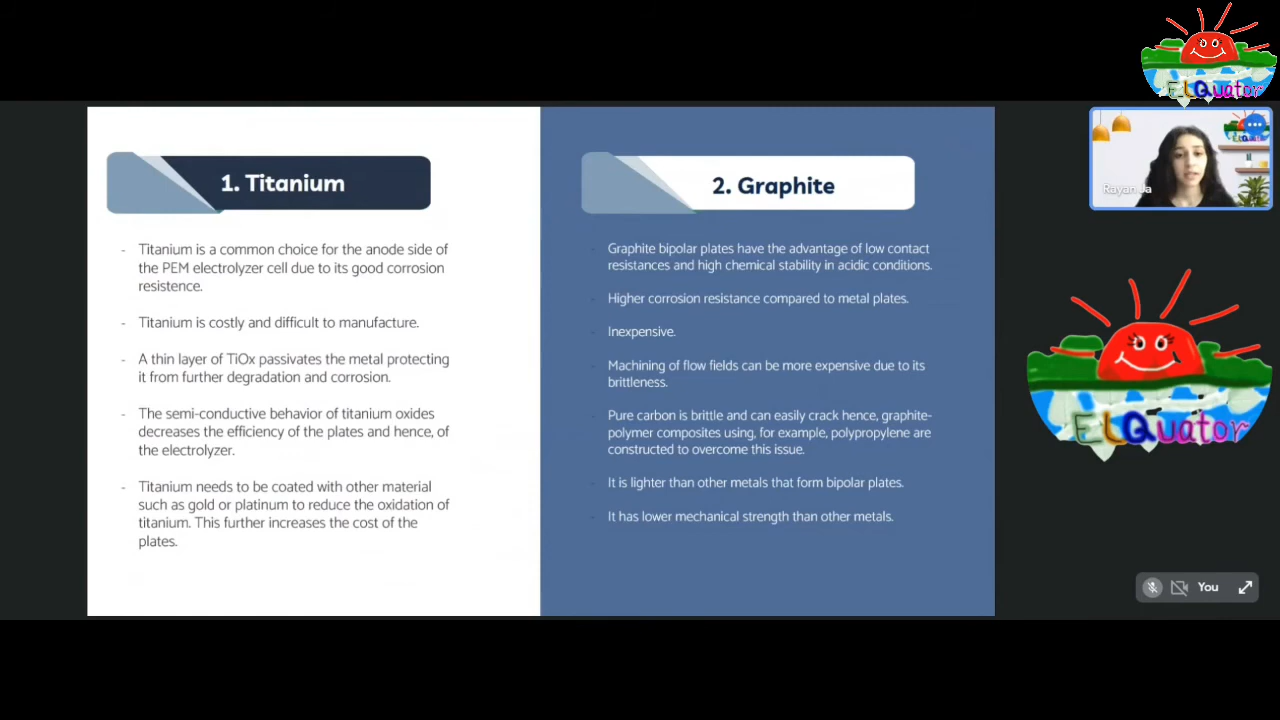 ELQuator
1. Titanium
- Titanium is a common choice for the anode side of
the PEM electrolyzer cell due to its good corrosion
resistence.
- Titanium is costly and difficult to manufacture.
- A thin layer of TiOx passivates the metal protecting
it from further degradation and corrosion.
- The semi-conductive behavior of titanium oxides
decreases the efficiency of the plates and hence, of
the electrolyzer.
- Titanium needs to be coated with other material
such as gold or platinum to reduce the oxidation of
titanium. This further increases the cost of the
plates.
2. Graphite
- Graphite bipolar plates have the advantage of low contact
resistances and high chemical stability in acidic conditions.
- Higher corrosion resistance compared to metal plates.
- Inexpensive.
- Machining of flow fields can be more expensive due to its
brittleness.
- Pure carbon is brittle and can easily crack hence, graphite-
polymer composites using, for example, polypropylene are
constructed to overcome this issue.
- It is lighter than other metals that form bipolar plates.
- It has lower mechanical strength than other metals.
ELQuator
You